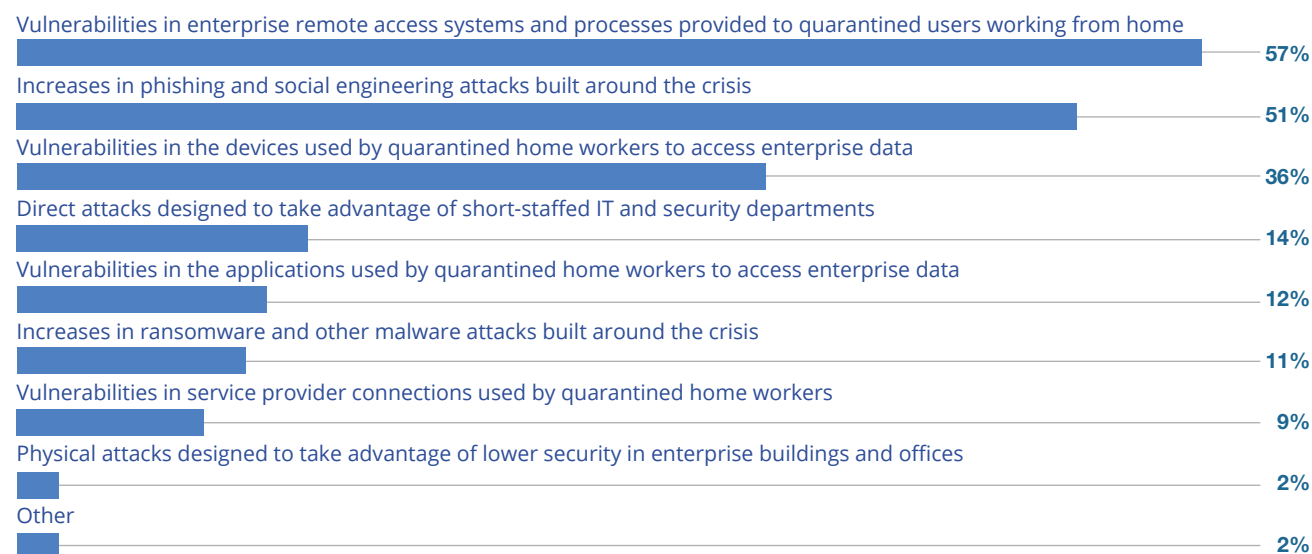 Vulnerabilities in enterprise remote access systems and processes provided to quarantined users working from home
57%
Increases in phishing and social engineering attacks built around the crisis
51%
Vulnerabilities in the devices used by quarantined home workers to access enterprise data
36%
Direct attacks designed to take advantage of short-staffed IT and security departments
14%
Vulnerabilities in the applications used by quarantined home workers to access enterprise data
12%
Increases in ransomware and other malware attacks built around the crisis
11%
Vulnerabilities in service provider connections used by quarantined home workers
9%
Physical attacks designed to take advantage of lower security in enterprise buildings and offices
2%
Other
2%